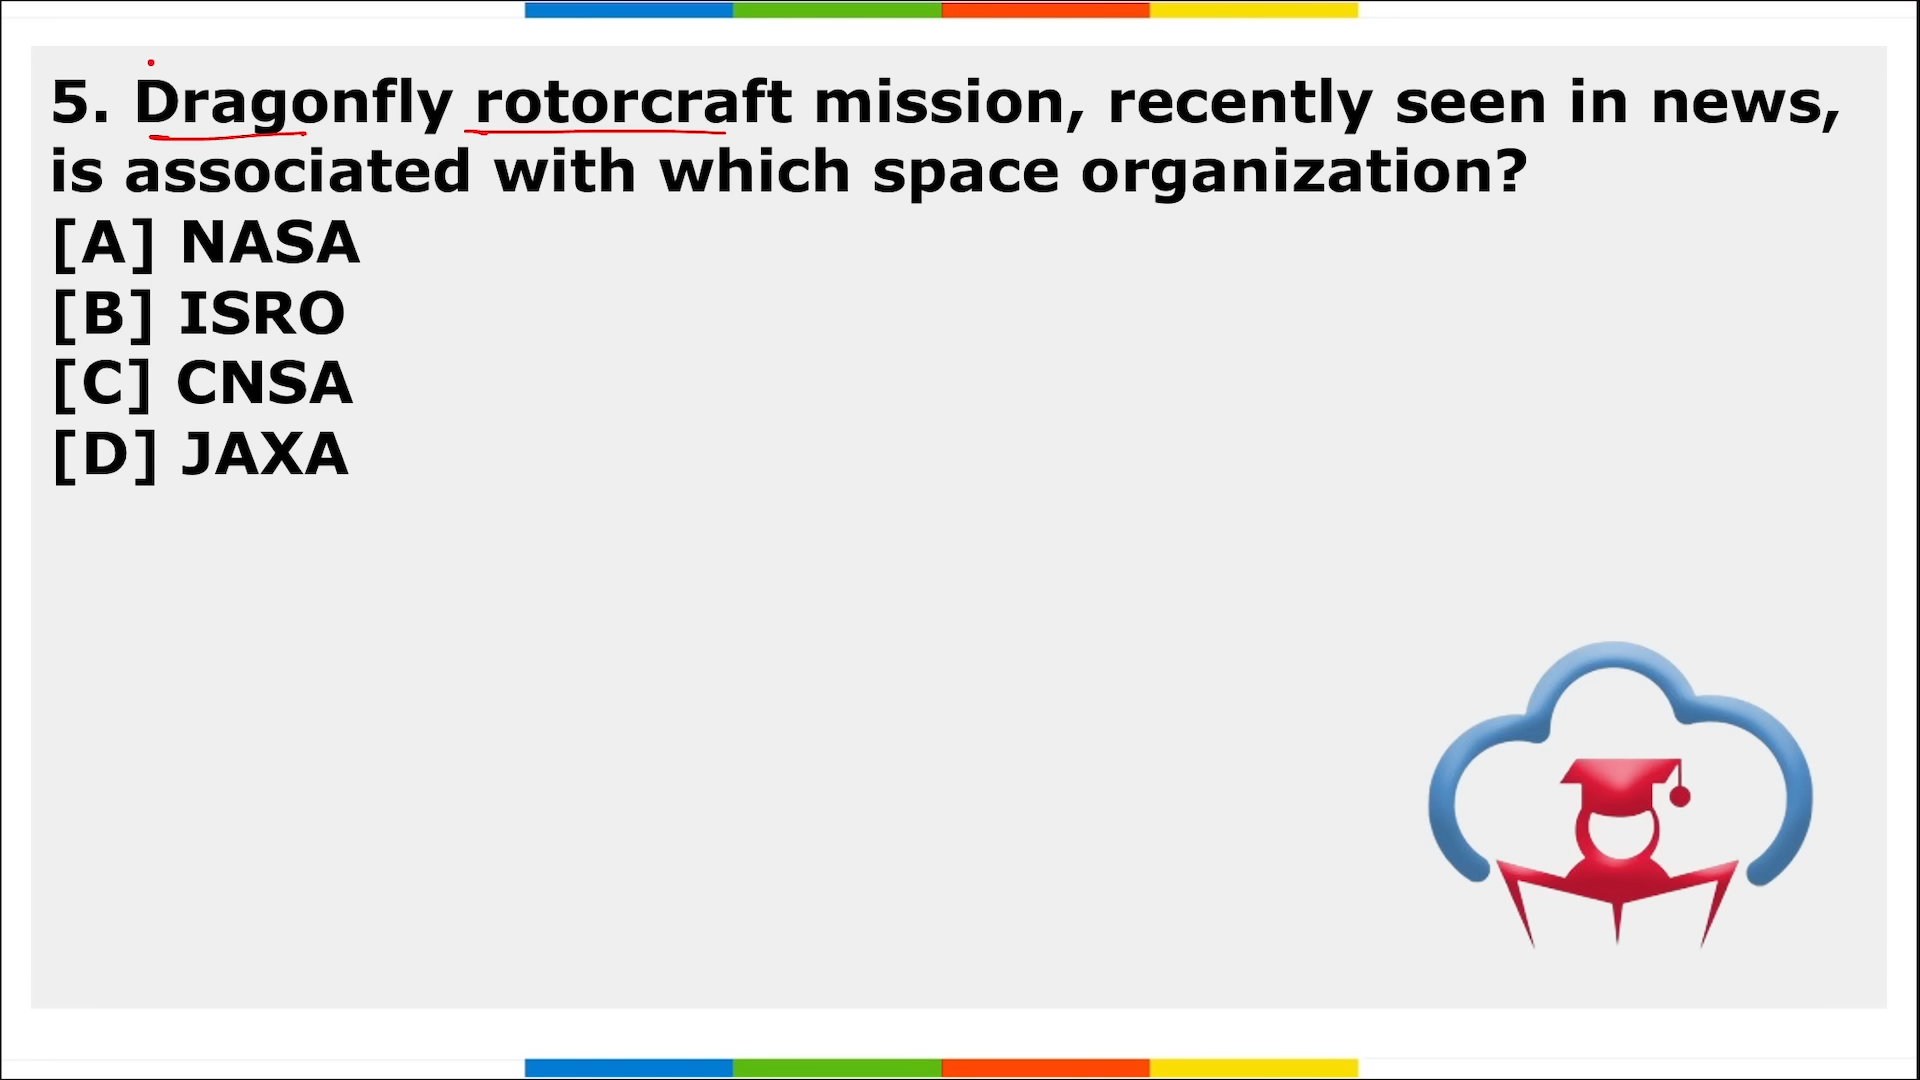 5. Dragonfly rotorcraft mission, recently seen in news,
is associated with which space organization?
[A] NASA
[B] ISRO
[C] CNSA
[D] JAXA